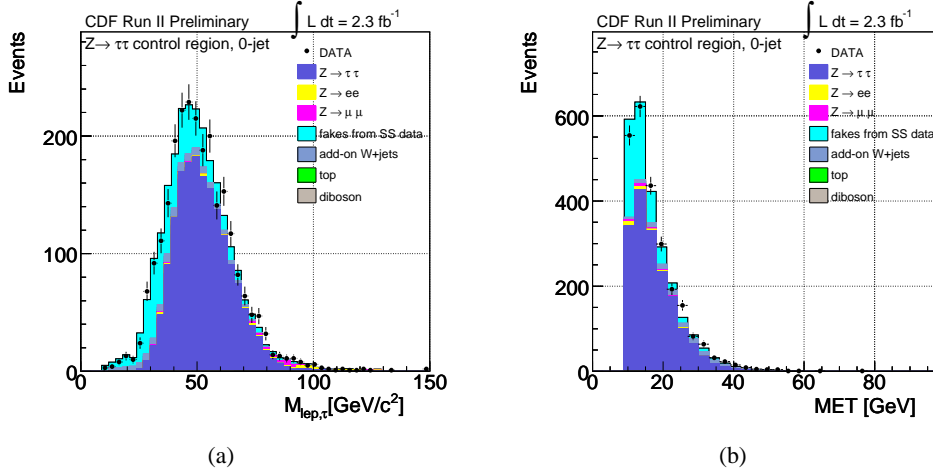 CDF Run II Preliminary ∫ L dt = 2.3 fb⁻¹
Z→ ττ control region, 0-jet
Events
DATA
Z → τ τ
Z → ee
Z → μ μ
fakes from SS data
add-on W+jets
top
diboson
200
100
0
0 50 100 150
M_lep,τ [GeV/c²]
(a)
CDF Run II Preliminary ∫ L dt = 2.3 fb⁻¹
Z→ ττ control region, 0-jet
Events
DATA
Z → τ τ
Z → ee
Z → μ μ
fakes from SS data
add-on W+jets
top
diboson
600
400
200
0
0 20 40 60 80
MET [GeV]
(b)